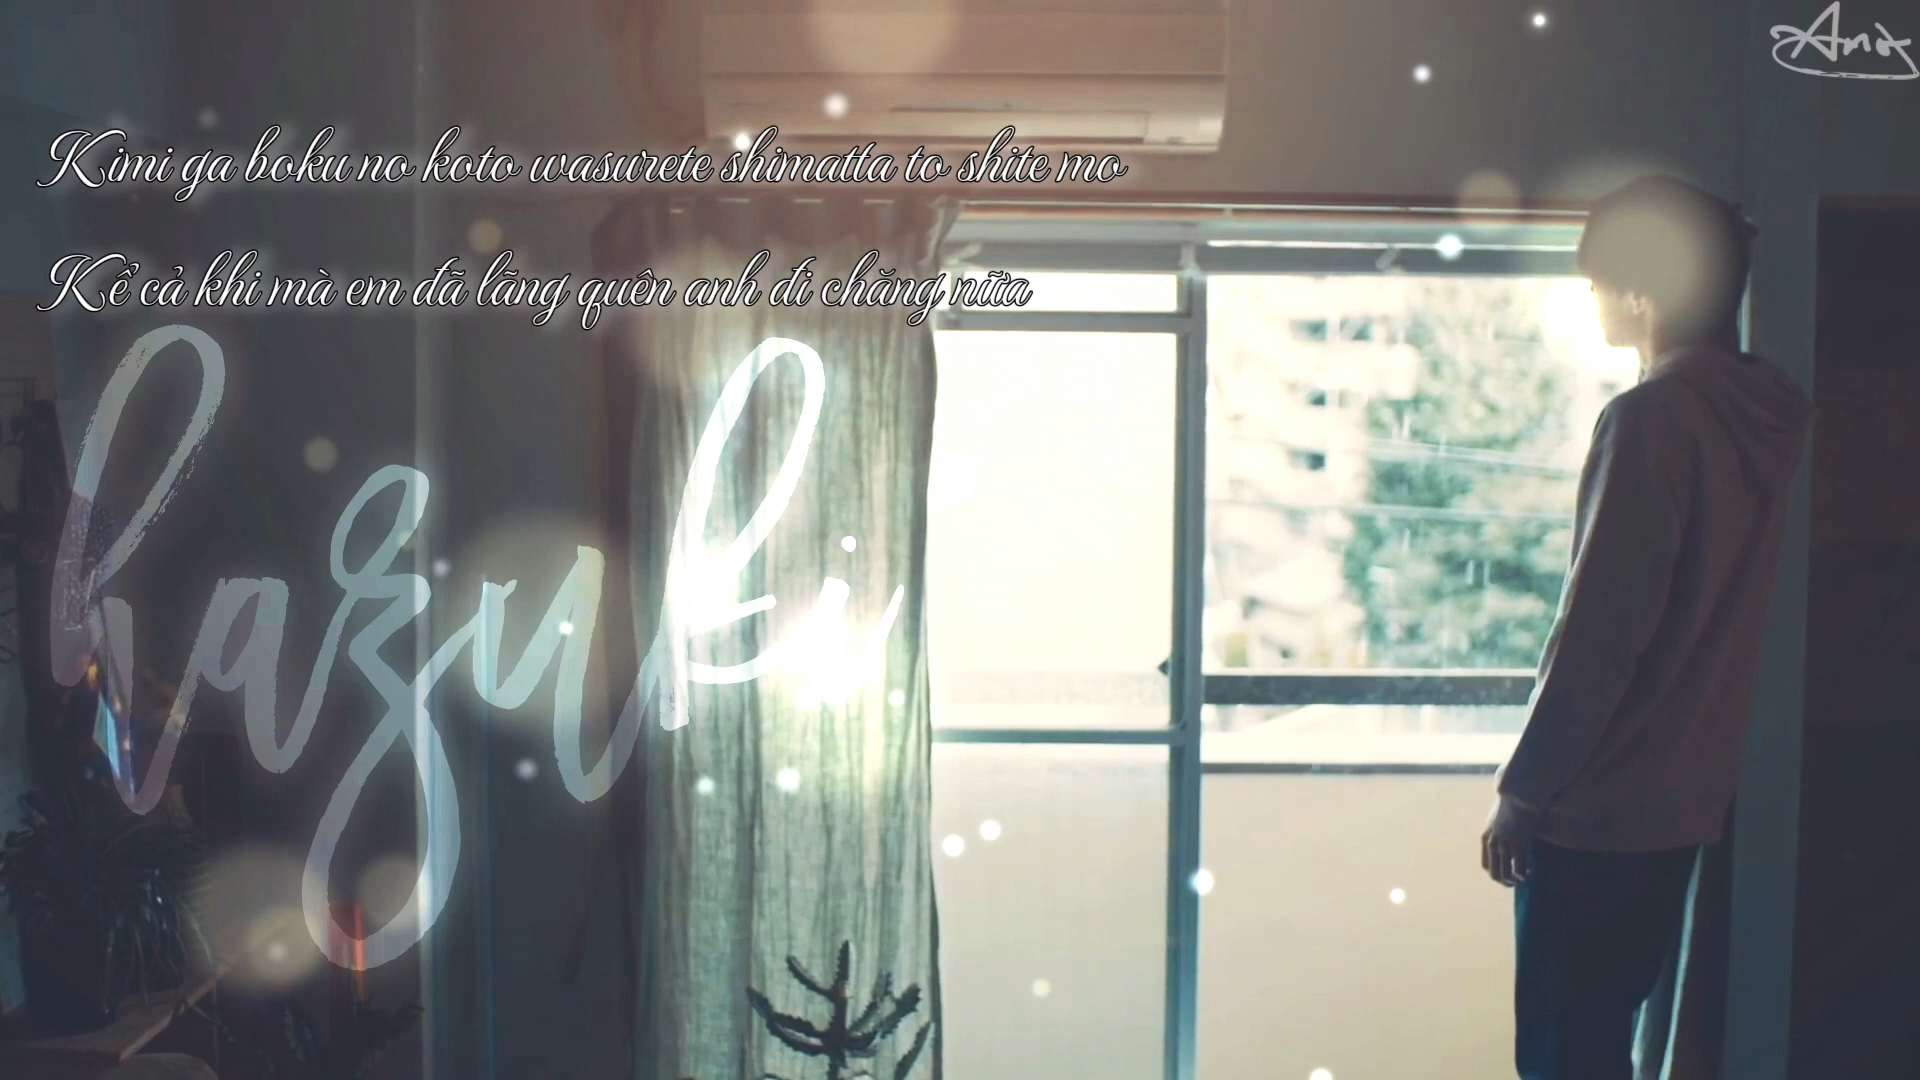 Anø
Kimi ga boku no koto wasurete shimatta to shite mo
Kể cả khi mà em đã lãng quên anh đi chăng nữa
hazuki